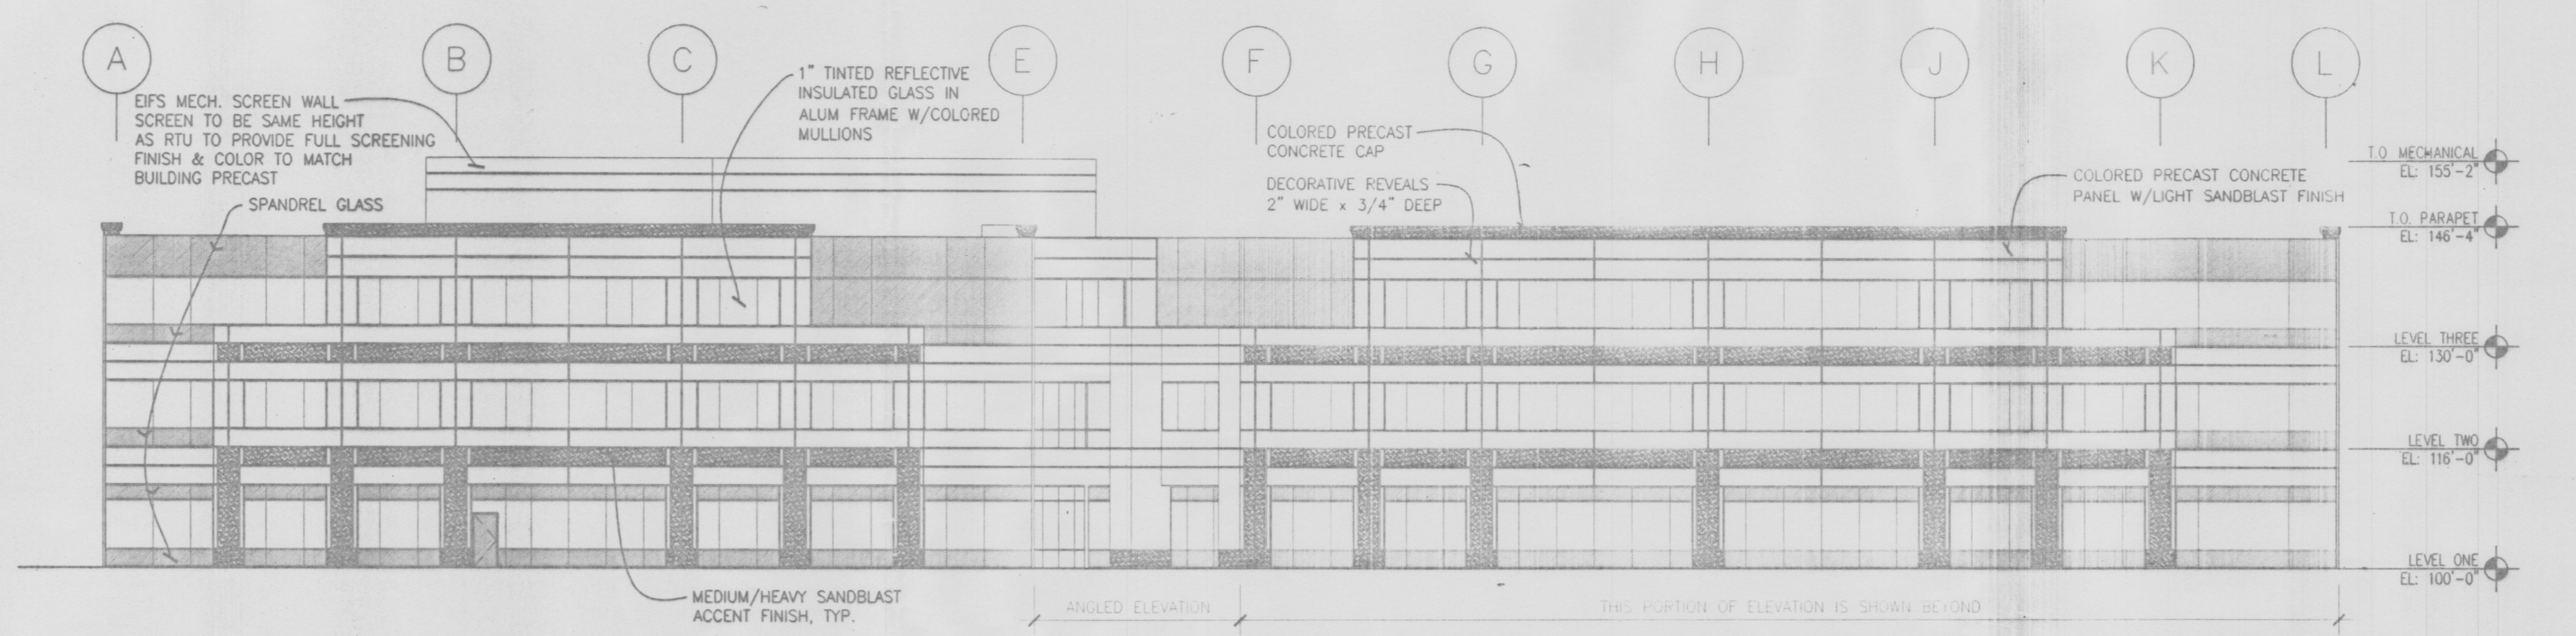 A
B
C
E
F
G
H
J
K
L
EIFS MECH. SCREEN WALL
SCREEN TO BE SAME HEIGHT
AS RTU TO PROVIDE FULL SCREENING
FINISH & COLOR TO MATCH
BUILDING PRECAST
SPANDREL GLASS
1" TINTED REFLECTIVE
INSULATED GLASS IN
ALUM FRAME W/COLORED
MULLIONS
COLORED PRECAST
CONCRETE CAP
DECORATIVE REVEALS
2" WIDE x 3/4" DEEP
COLORED PRECAST CONCRETE
PANEL W/LIGHT SANDBLAST FINISH
T.O. MECHANICAL
EL: 155'-2"
T.O. PARAPET
EL: 146'-4"
LEVEL THREE
EL: 130'-0"
LEVEL TWO
EL: 116'-0"
LEVEL ONE
EL: 100'-0"
MEDIUM/HEAVY SANDBLAST
ACCENT FINISH, TYP.
ANGLED ELEVATION
THIS PORTION OF ELEVATION IS SHOWN BEYOND